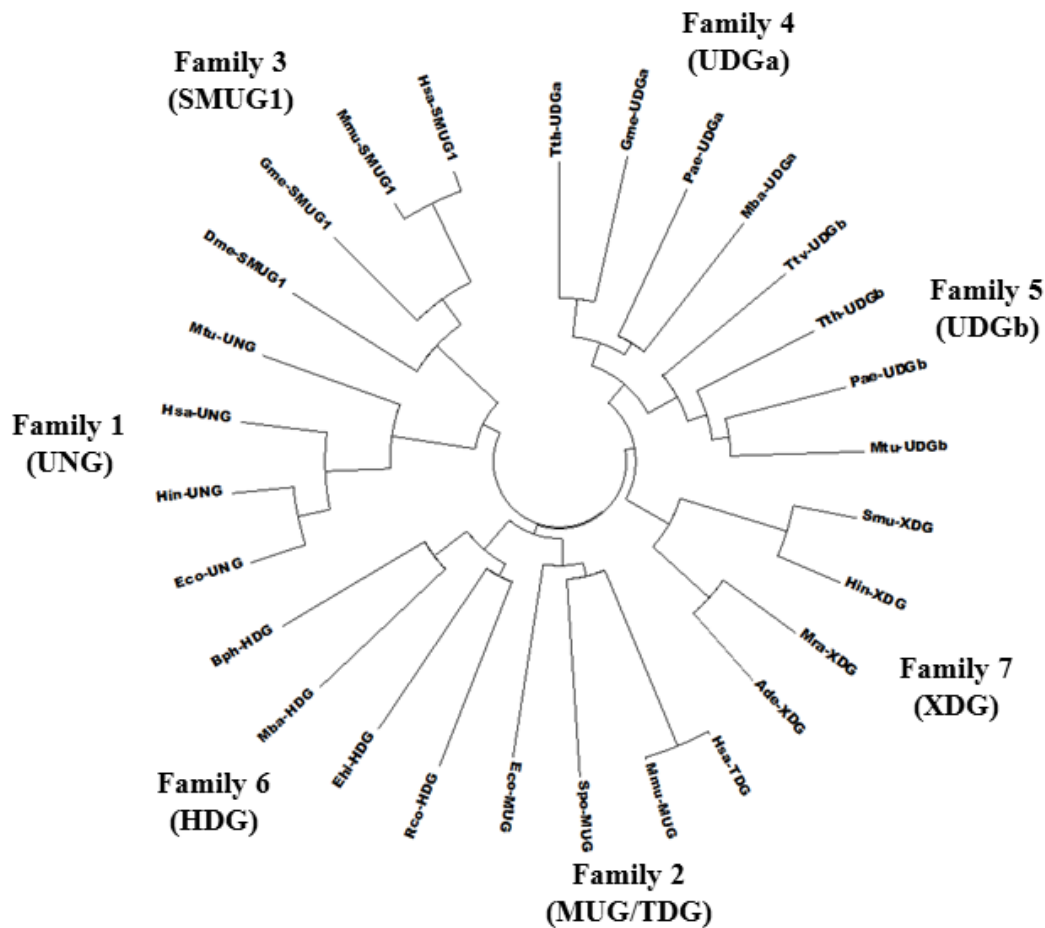 Family 4
(UDGa)
Family 3
(SMUG1)
Hsa-SMUG1
Mmu-SMUG1
Gme-SMUG1
Dme-SMUG1
Tth-UDGa
Gme-UDGa
Pae-UDGa
Mba-UDGa
Ttv-UDGb
Tth-UDGb
Pae-UDGb
Mtu-UDGb
Family 5
(UDGb)
Mtu-UNG
Hsa-UNG
Hin-UNG
Eco-UNG
Family 1
(UNG)
Smu-XDG
Hin-XDG
Mra-XDG
Ade-XDG
Family 7
(XDG)
Bph-HDG
Mba-HDG
Ehi-HDG
Rco-HDG
Family 6
(HDG)
Eco-MUG
Spo-MUG
Mmu-MUG
Hsa-TDG
Family 2
(MUG/TDG)